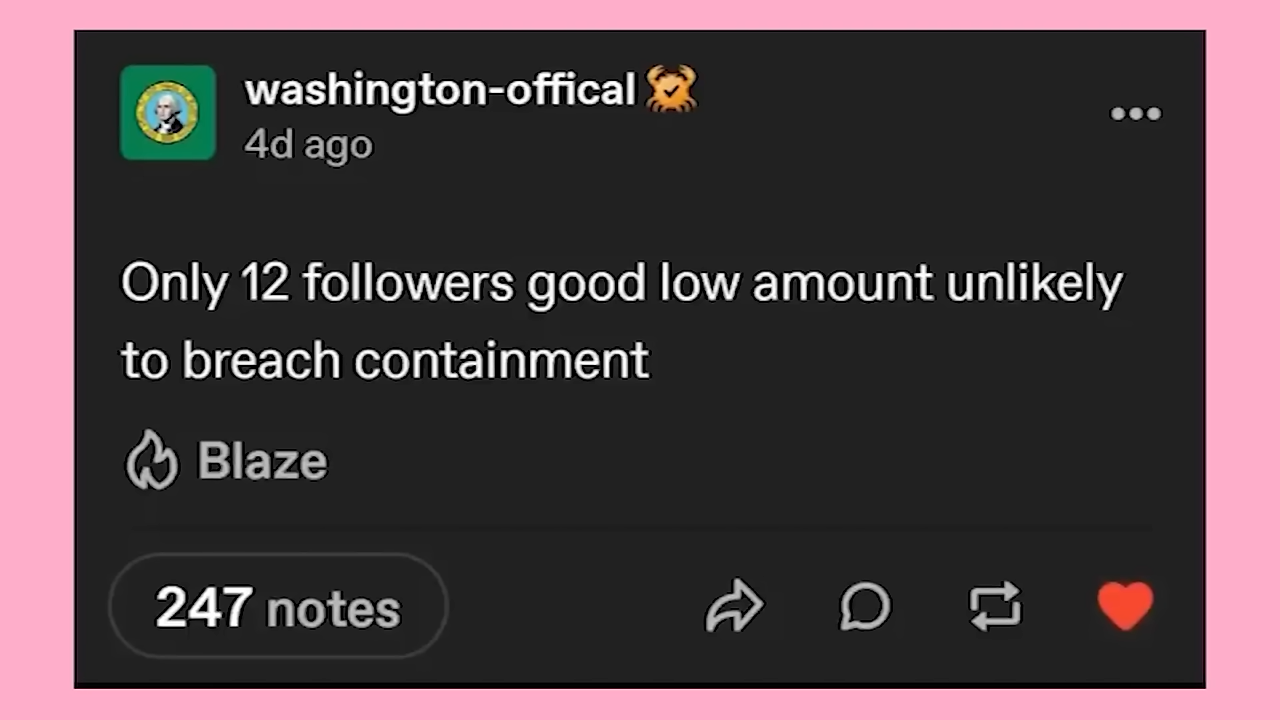 washington-offical
4d ago
Only 12 followers good low amount unlikely
to breach containment
Blaze
247 notes